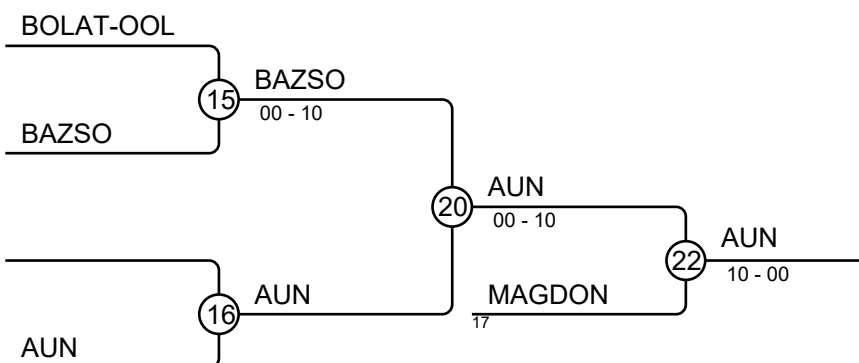 BOLAT-OOL
15
BAZSO
00 - 10
BAZSO
20
AUN
00 - 10
22
AUN
10 - 00
16
AUN
MAGDON
17
AUN